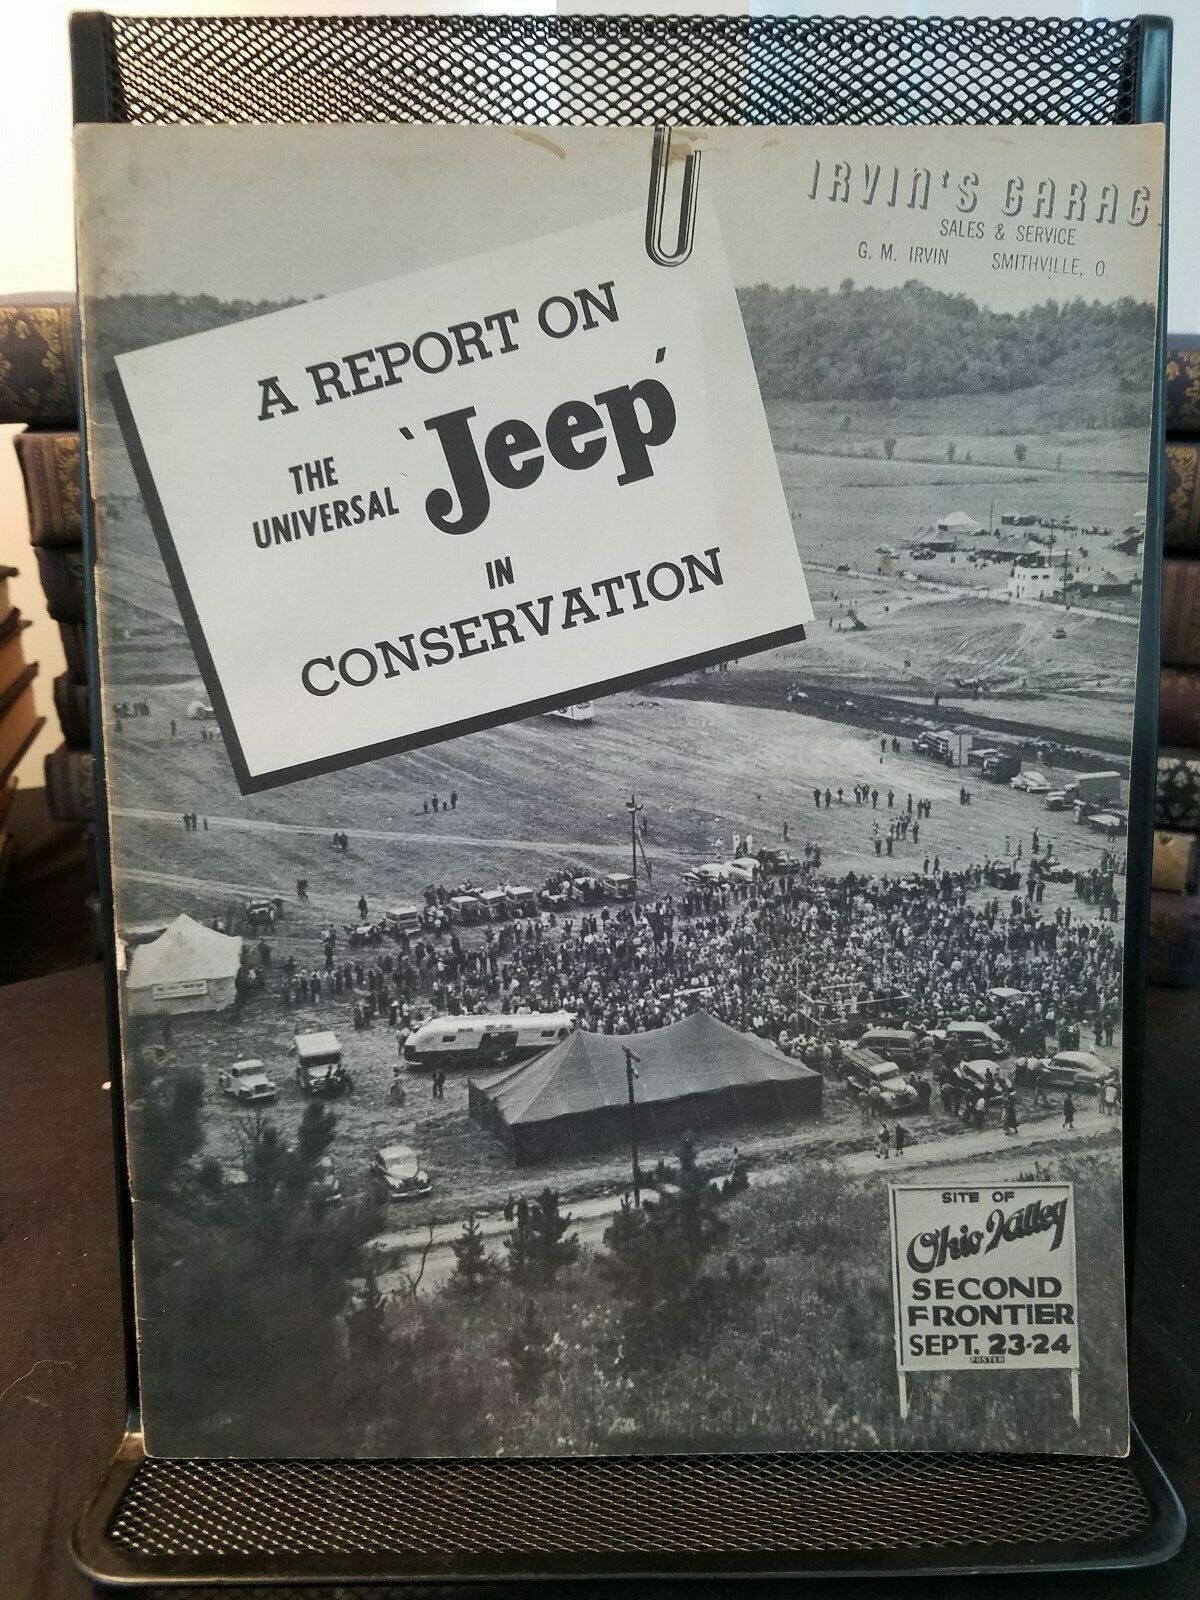 IRVIN'S GARAG
SALES & SERVICE
G. M. IRVIN SMITHVILLE, O.
A REPORT ON
THE
UNIVERSAL
'Jeep'
IN
CONSERVATION
SITE OF
Ohio Valley
SECOND
FRONTIER
SEPT. 23-24
FOSTER